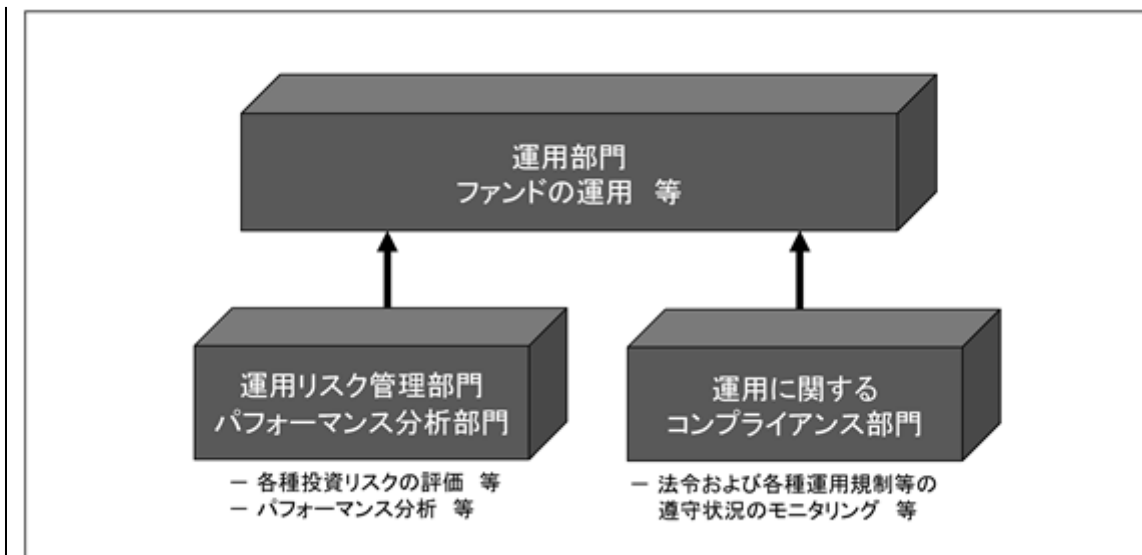 運用部門
ファンドの運用 等
運用リスク管理部門
パフォーマンス分析部門
－ 各種投資リスクの評価 等
－ パフォーマンス分析 等
運用に関する
コンプライアンス部門
－ 法令および各種運用規制等の
遵守状況のモニタリング 等